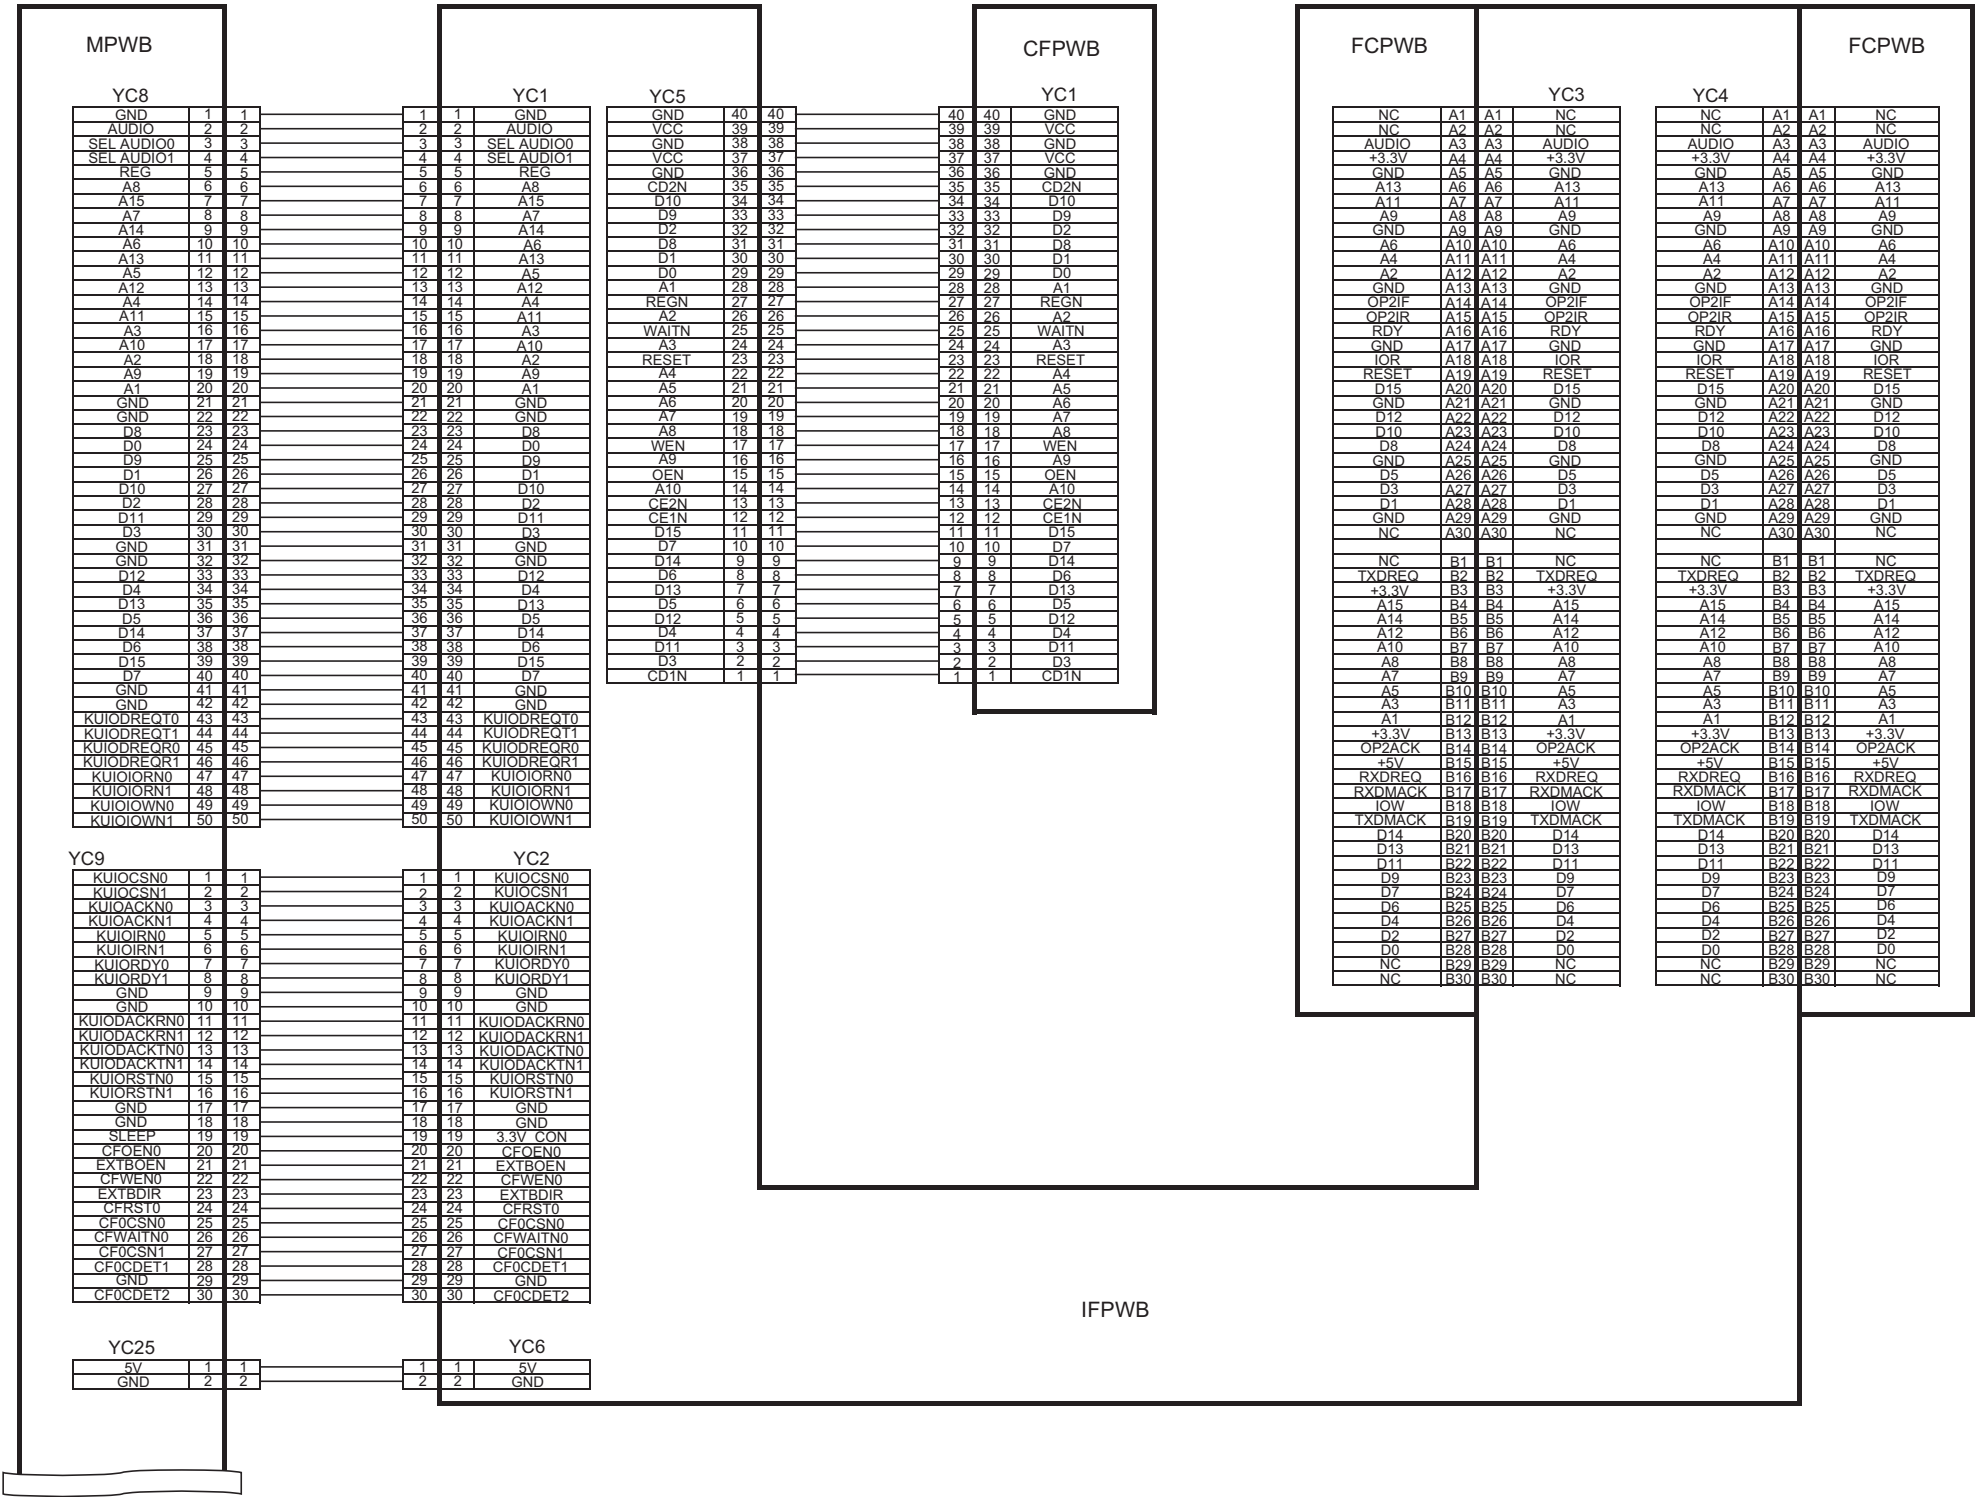 MPWB
YC8 YC1
GND 1 1 1 1 GND
AUDIO 2 2 2 2 AUDIO
SEL AUDIO0 3 3 3 3 SEL AUDIO0
SEL AUDIO1 4 4 4 4 SEL AUDIO1
REG 5 5 5 5 REG
A8 6 6 6 6 A8
A15 7 7 7 7 A15
A7 8 8 8 8 A7
A14 9 9 9 9 A14
A6 10 10 10 10 A6
A13 11 11 11 11 A13
A5 12 12 12 12 A5
A12 13 13 13 13 A12
A4 14 14 14 14 A4
A11 15 15 15 15 A11
A3 16 16 16 16 A3
A10 17 17 17 17 A10
A2 18 18 18 18 A2
A9 19 19 19 19 A9
A1 20 20 20 20 A1
GND 21 21 21 21 GND
GND 22 22 22 22 GND
D8 23 23 23 23 D8
D0 24 24 24 24 D0
D9 25 25 25 25 D9
D1 26 26 26 26 D1
D10 27 27 27 27 D10
D2 28 28 28 28 D2
D11 29 29 29 29 D11
D3 30 30 30 30 D3
GND 31 31 31 31 GND
GND 32 32 32 32 GND
D12 33 33 33 33 D12
D4 34 34 34 34 D4
D13 35 35 35 35 D13
D5 36 36 36 36 D5
D14 37 37 37 37 D14
D6 38 38 38 38 D6
D15 39 39 39 39 D15
D7 40 40 40 40 D7
GND 41 41 41 41 GND
GND 42 42 42 42 GND
KUIODREQT0 43 43 43 43 KUIODREQT0
KUIODREQT1 44 44 44 44 KUIODREQT1
KUIODREQR0 45 45 45 45 KUIODREQR0
KUIODREQR1 46 46 46 46 KUIODREQR1
KUIOIORN0 47 47 47 47 KUIOIORN0
KUIOIORN1 48 48 48 48 KUIOIORN1
KUIOIOWN0 49 49 49 49 KUIOIOWN0
KUIOIOWN1 50 50 50 50 KUIOIOWN1
YC9 YC2
KUIOCSN0 1 1 1 1 KUIOCSN0
KUIOCSN1 2 2 2 2 KUIOCSN1
KUIOACKN0 3 3 3 3 KUIOACKN0
KUIOACKN1 4 4 4 4 KUIOACKN1
KUIOIRN0 5 5 5 5 KUIOIRN0
KUIOIRN1 6 6 6 6 KUIOIRN1
KUIORDY0 7 7 7 7 KUIORDY0
KUIORDY1 8 8 8 8 KUIORDY1
GND 9 9 9 9 GND
GND 10 10 10 10 GND
KUIODACKRN0 11 11 11 11 KUIODACKRN0
KUIODACKRN1 12 12 12 12 KUIODACKRN1
KUIODACKTN0 13 13 13 13 KUIODACKTN0
KUIODACKTN1 14 14 14 14 KUIODACKTN1
KUIORSTN0 15 15 15 15 KUIORSTN0
KUIORSTN1 16 16 16 16 KUIORSTN1
GND 17 17 17 17 GND
GND 18 18 18 18 GND
SLEEP 19 19 19 19 3.3V_CON
CFOEN0 20 20 20 20 CFOEN0
EXTBOEN 21 21 21 21 EXTBOEN
CFWEN0 22 22 22 22 CFWEN0
EXTBDIR 23 23 23 23 EXTBDIR
CFRST0 24 24 24 24 CFRST0
CF0CSN0 25 25 25 25 CF0CSN0
CFWAITN0 26 26 26 26 CFWAITN0
CF0CSN1 27 27 27 27 CF0CSN1
CF0CDET1 28 28 28 28 CF0CDET1
GND 29 29 29 29 GND
CF0CDET2 30 30 30 30 CF0CDET2
YC25 YC6
5V 1 1 1 1 5V
GND 2 2 2 2 GND
CFPWB
YC5 YC1
GND 40 40 40 40 GND
VCC 39 39 39 39 VCC
GND 38 38 38 38 GND
VCC 37 37 37 37 VCC
GND 36 36 36 36 GND
CD2N 35 35 35 35 CD2N
D10 34 34 34 34 D10
D9 33 33 33 33 D9
D2 32 32 32 32 D2
D8 31 31 31 31 D8
D1 30 30 30 30 D1
D0 29 29 29 29 D0
A1 28 28 28 28 A1
REGN 27 27 27 27 REGN
A2 26 26 26 26 A2
WAITN 25 25 25 25 WAITN
A3 24 24 24 24 A3
RESET 23 23 23 23 RESET
A4 22 22 22 22 A4
A5 21 21 21 21 A5
A6 20 20 20 20 A6
A7 19 19 19 19 A7
A8 18 18 18 18 A8
WEN 17 17 17 17 WEN
A9 16 16 16 16 A9
OEN 15 15 15 15 OEN
A10 14 14 14 14 A10
CE2N 13 13 13 13 CE2N
CE1N 12 12 12 12 CE1N
D15 11 11 11 11 D15
D7 10 10 10 10 D7
D14 9 9 9 9 D14
D6 8 8 8 8 D6
D13 7 7 7 7 D13
D5 6 6 6 6 D5
D12 5 5 5 5 D12
D4 4 4 4 4 D4
D11 3 3 3 3 D11
D3 2 2 2 2 D3
CD1N 1 1 1 1 CD1N
FCPWB FCPWB
YC3 YC4
NC A1 A1 NC NC A1 A1 NC
NC A2 A2 NC NC A2 A2 NC
AUDIO A3 A3 AUDIO AUDIO A3 A3 AUDIO
+3.3V A4 A4 +3.3V +3.3V A4 A4 +3.3V
GND A5 A5 GND GND A5 A5 GND
A13 A6 A6 A13 A13 A6 A6 A13
A11 A7 A7 A11 A11 A7 A7 A11
A9 A8 A8 A9 A9 A8 A8 A9
GND A9 A9 GND GND A9 A9 GND
A6 A10 A10 A6 A6 A10 A10 A6
A4 A11 A11 A4 A4 A11 A11 A4
A2 A12 A12 A2 A2 A12 A12 A2
GND A13 A13 GND GND A13 A13 GND
OP2IF A14 A14 OP2IF OP2IF A14 A14 OP2IF
OP2IR A15 A15 OP2IR OP2IR A15 A15 OP2IR
RDY A16 A16 RDY RDY A16 A16 RDY
GND A17 A17 GND GND A17 A17 GND
IOR A18 A18 IOR IOR A18 A18 IOR
RESET A19 A19 RESET RESET A19 A19 RESET
D15 A20 A20 D15 D15 A20 A20 D15
GND A21 A21 GND GND A21 A21 GND
D12 A22 A22 D12 D12 A22 A22 D12
D10 A23 A23 D10 D10 A23 A23 D10
D8 A24 A24 D8 D8 A24 A24 D8
GND A25 A25 GND GND A25 A25 GND
D5 A26 A26 D5 D5 A26 A26 D5
D3 A27 A27 D3 D3 A27 A27 D3
D1 A28 A28 D1 D1 A28 A28 D1
GND A29 A29 GND GND A29 A29 GND
NC A30 A30 NC NC A30 A30 NC
NC B1 B1 NC NC B1 B1 NC
TXDREQ B2 B2 TXDREQ TXDREQ B2 B2 TXDREQ
+3.3V B3 B3 +3.3V +3.3V B3 B3 +3.3V
A15 B4 B4 A15 A15 B4 B4 A15
A14 B5 B5 A14 A14 B5 B5 A14
A12 B6 B6 A12 A12 B6 B6 A12
A10 B7 B7 A10 A10 B7 B7 A10
A8 B8 B8 A8 A8 B8 B8 A8
A7 B9 B9 A7 A7 B9 B9 A7
A5 B10 B10 A5 A5 B10 B10 A5
A3 B11 B11 A3 A3 B11 B11 A3
A1 B12 B12 A1 A1 B12 B12 A1
+3.3V B13 B13 +3.3V +3.3V B13 B13 +3.3V
OP2ACK B14 B14 OP2ACK OP2ACK B14 B14 OP2ACK
+5V B15 B15 +5V +5V B15 B15 +5V
RXDREQ B16 B16 RXDREQ RXDREQ B16 B16 RXDREQ
RXDMACK B17 B17 RXDMACK RXDMACK B17 B17 RXDMACK
IOW B18 B18 IOW IOW B18 B18 IOW
TXDMACK B19 B19 TXDMACK TXDMACK B19 B19 TXDMACK
D14 B20 B20 D14 D14 B20 B20 D14
D13 B21 B21 D13 D13 B21 B21 D13
D11 B22 B22 D11 D11 B22 B22 D11
D9 B23 B23 D9 D9 B23 B23 D9
D7 B24 B24 D7 D7 B24 B24 D7
D6 B25 B25 D6 D6 B25 B25 D6
D4 B26 B26 D4 D4 B26 B26 D4
D2 B27 B27 D2 D2 B27 B27 D2
D0 B28 B28 D0 D0 B28 B28 D0
NC B29 B29 NC NC B29 B29 NC
NC B30 B30 NC NC B30 B30 NC
IFPWB